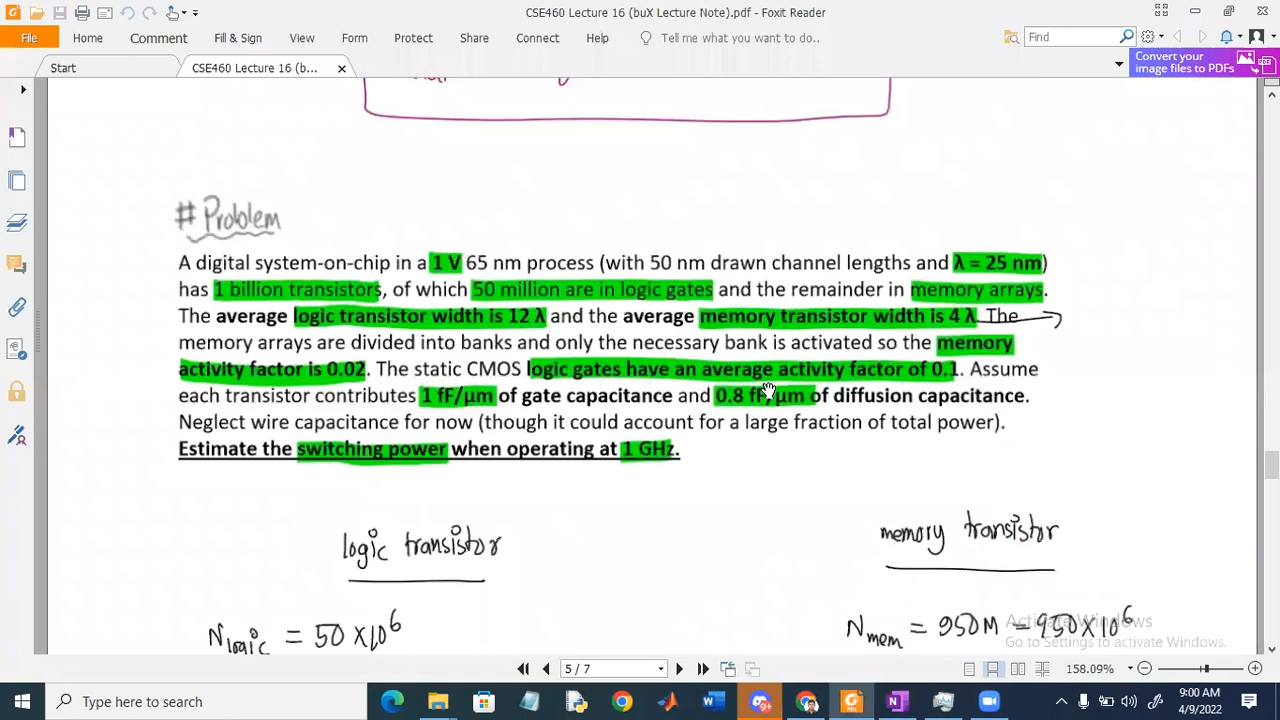 CSE460 Lecture 16 (buX Lecture Note).pdf - Foxit Reader
File Home Comment Fill & Sign View Form Protect Share Connect Help Tell me what you want to do.. Find
Start CSE460 Lecture 16 (b... x
Convert your image files to PDFs
# Problem
A digital system-on-chip in a 1 V 65 nm process (with 50 nm drawn channel lengths and λ = 25 nm)
has 1 billion transistors, of which 50 million are in logic gates and the remainder in memory arrays.
The average logic transistor width is 12 λ and the average memory transistor width is 4 λ. The
memory arrays are divided into banks and only the necessary bank is activated so the memory
activity factor is 0.02. The static CMOS logic gates have an average activity factor of 0.1. Assume
each transistor contributes 1 fF/μm of gate capacitance and 0.8 fF/μm of diffusion capacitance.
Neglect wire capacitance for now (though it could account for a large fraction of total power).
Estimate the switching power when operating at 1 GHz.
logic transistor memory transistor
N logic = 50 X 10^6 N mem = 950M = 950X10^6
Activate Windows
Go to Settings to activate Windows.
5 / 7 158.09%
Type here to search
9:00 AM
4/9/2022